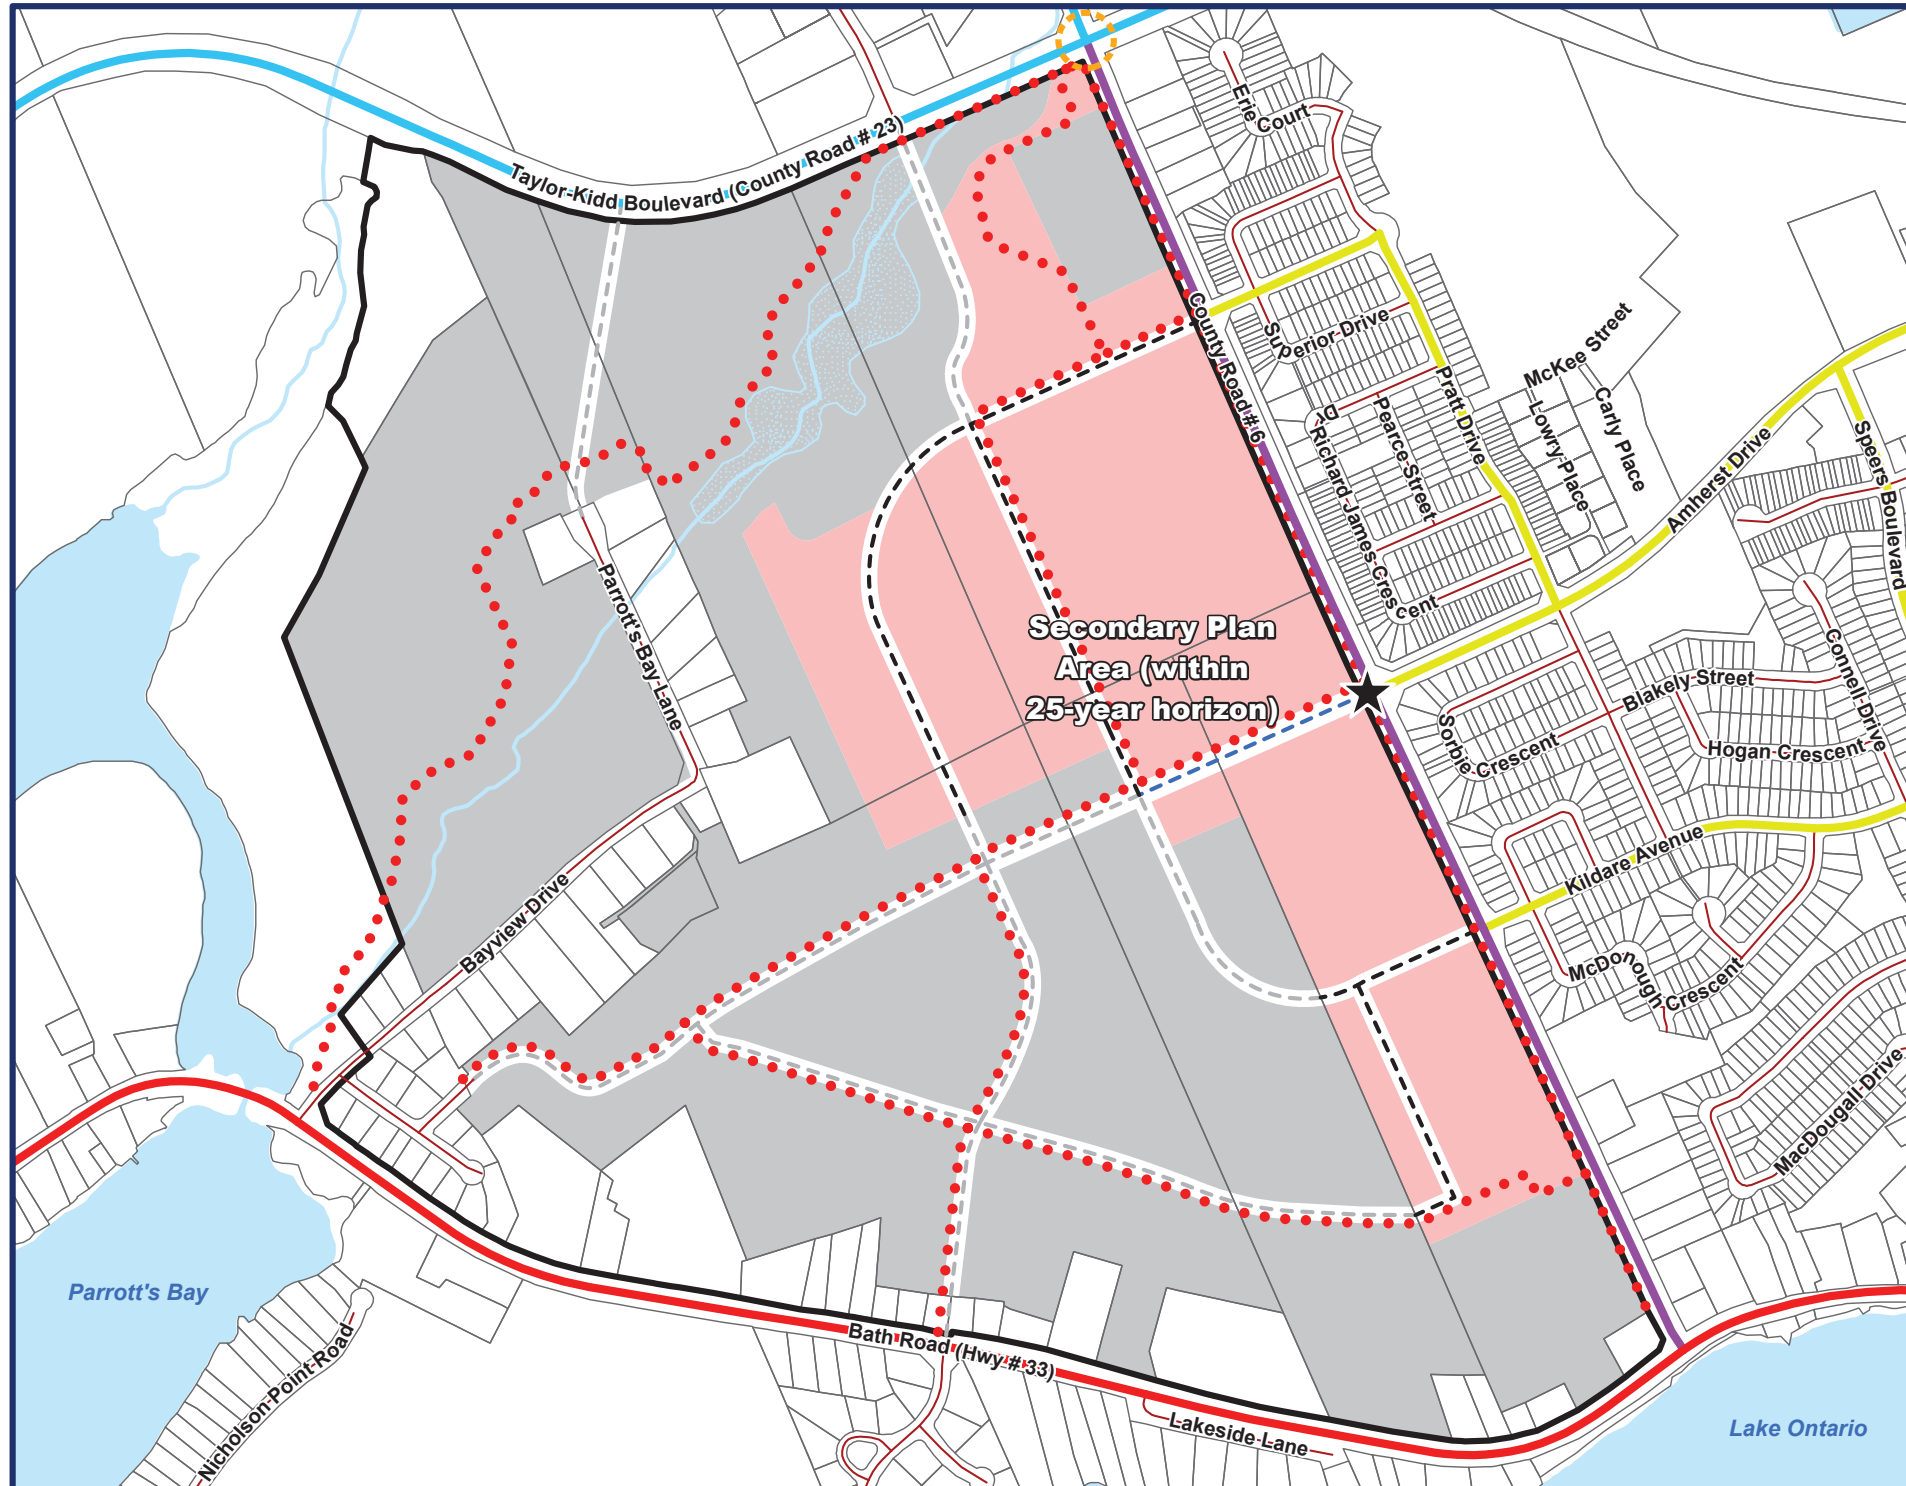 Erie Court
Taylor-Kidd Boulevard (County Road # 23)
County Road # 6
Superior Drive
McKee Street
Pratt Drive
Pearce Street
Lowry Place
Carly Place
Dr
Richard James Crescent
Amherst Drive
Speers Boulevard
Parrott's Bay Lane
Secondary Plan
Area (within
25-year horizon)
Connell Drive
Blakely Street
Sorbie Crescent
Hogan Crescent
Kildare Avenue
Bayview Drive
McDonough Crescent
MacDougall Drive
Parrott's Bay
Nicholson Point Road
Bath Road (Hwy # 33)
Lakeside Lane
Lake Ontario